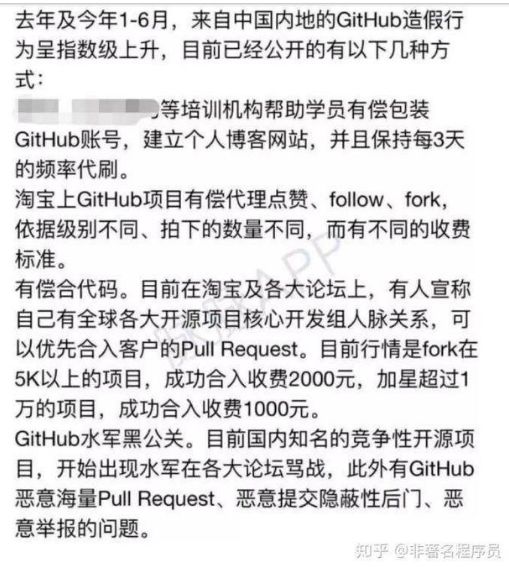 去年及今年1-6月，来自中国内地的GitHub造假行
为呈指数级上升，目前已经公开的有以下几种方
式：
等培训机构帮助学员有偿包装
GitHub账号，建立个人博客网站，并且保持每3天
的频率代刷。
淘宝上GitHub项目有偿代理点赞、follow、fork，
依据级别不同、拍下的数量不同，而有不同的收费
标准。
有偿合代码。目前在淘宝及各大论坛上，有人宣称
自己有全球各大开源项目核心开发组人脉关系，可
以优先合入客户的Pull Request。目前行情是fork在
5K以上的项目，成功合入收费2000元，加星超过1
万的项目，成功合入收费1000元。
GitHub水军黑公关。目前国内知名的竞争性开源项
目，开始出现水军在各大论坛骂战，此外有GitHub
恶意海量Pull Request、恶意提交隐蔽性后门、恶
意举报的问题。
脉脉APP
知乎 @非著名程序员